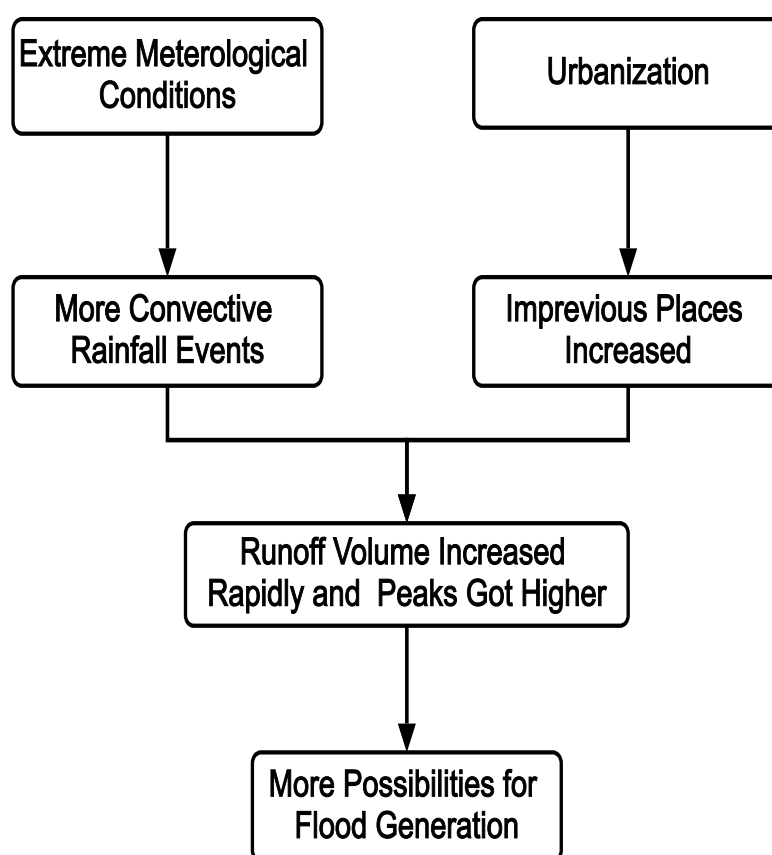 Extreme Meterological
Conditions
Urbanization
More Convective
Rainfall Events
Imprevious Places
Increased
Runoff Volume Increased
Rapidly and Peaks Got Higher
More Possibilities for
Flood Generation